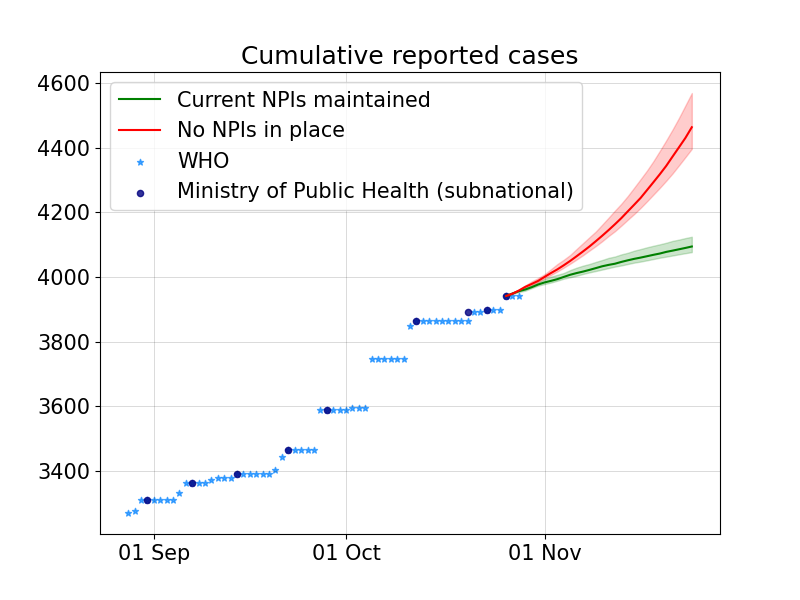 Cumulative reported cases
4600
4400
4200
4000
3800
3600
3400
Current NPIs maintained
No NPIs in place
WHO
Ministry of Public Health (subnational)
01 Sep
01 Oct
01 Nov